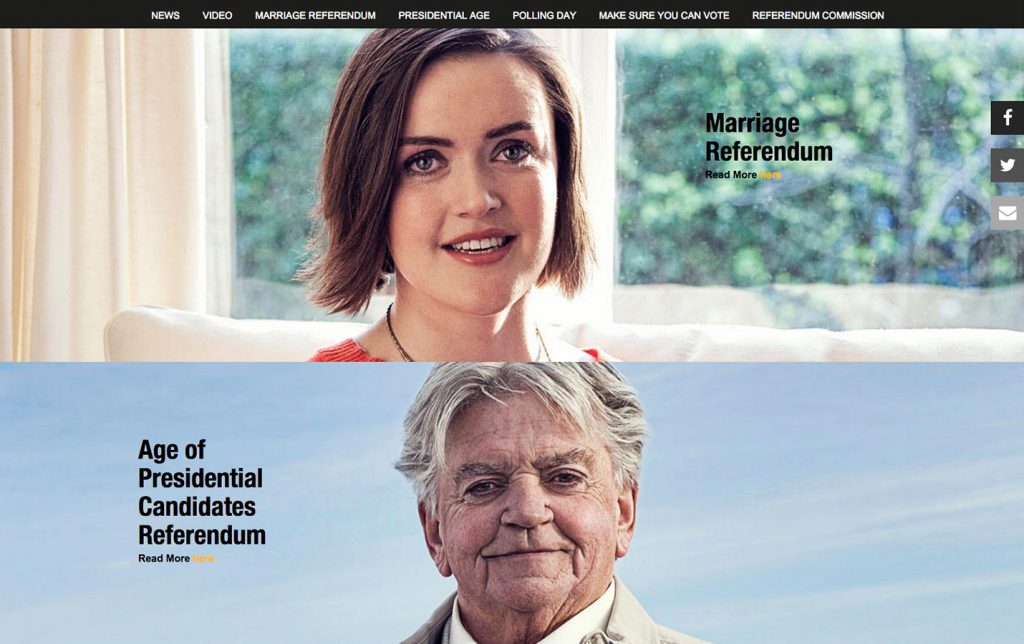 NEWS VIDEO MARRIAGE REFERENDUM PRESIDENTIAL AGE POLLING DAY MAKE SURE YOU CAN VOTE REFERENDUM COMMISSION
Marriage
Referendum
Read More here
Age of
Presidential
Candidates
Referendum
Read More here